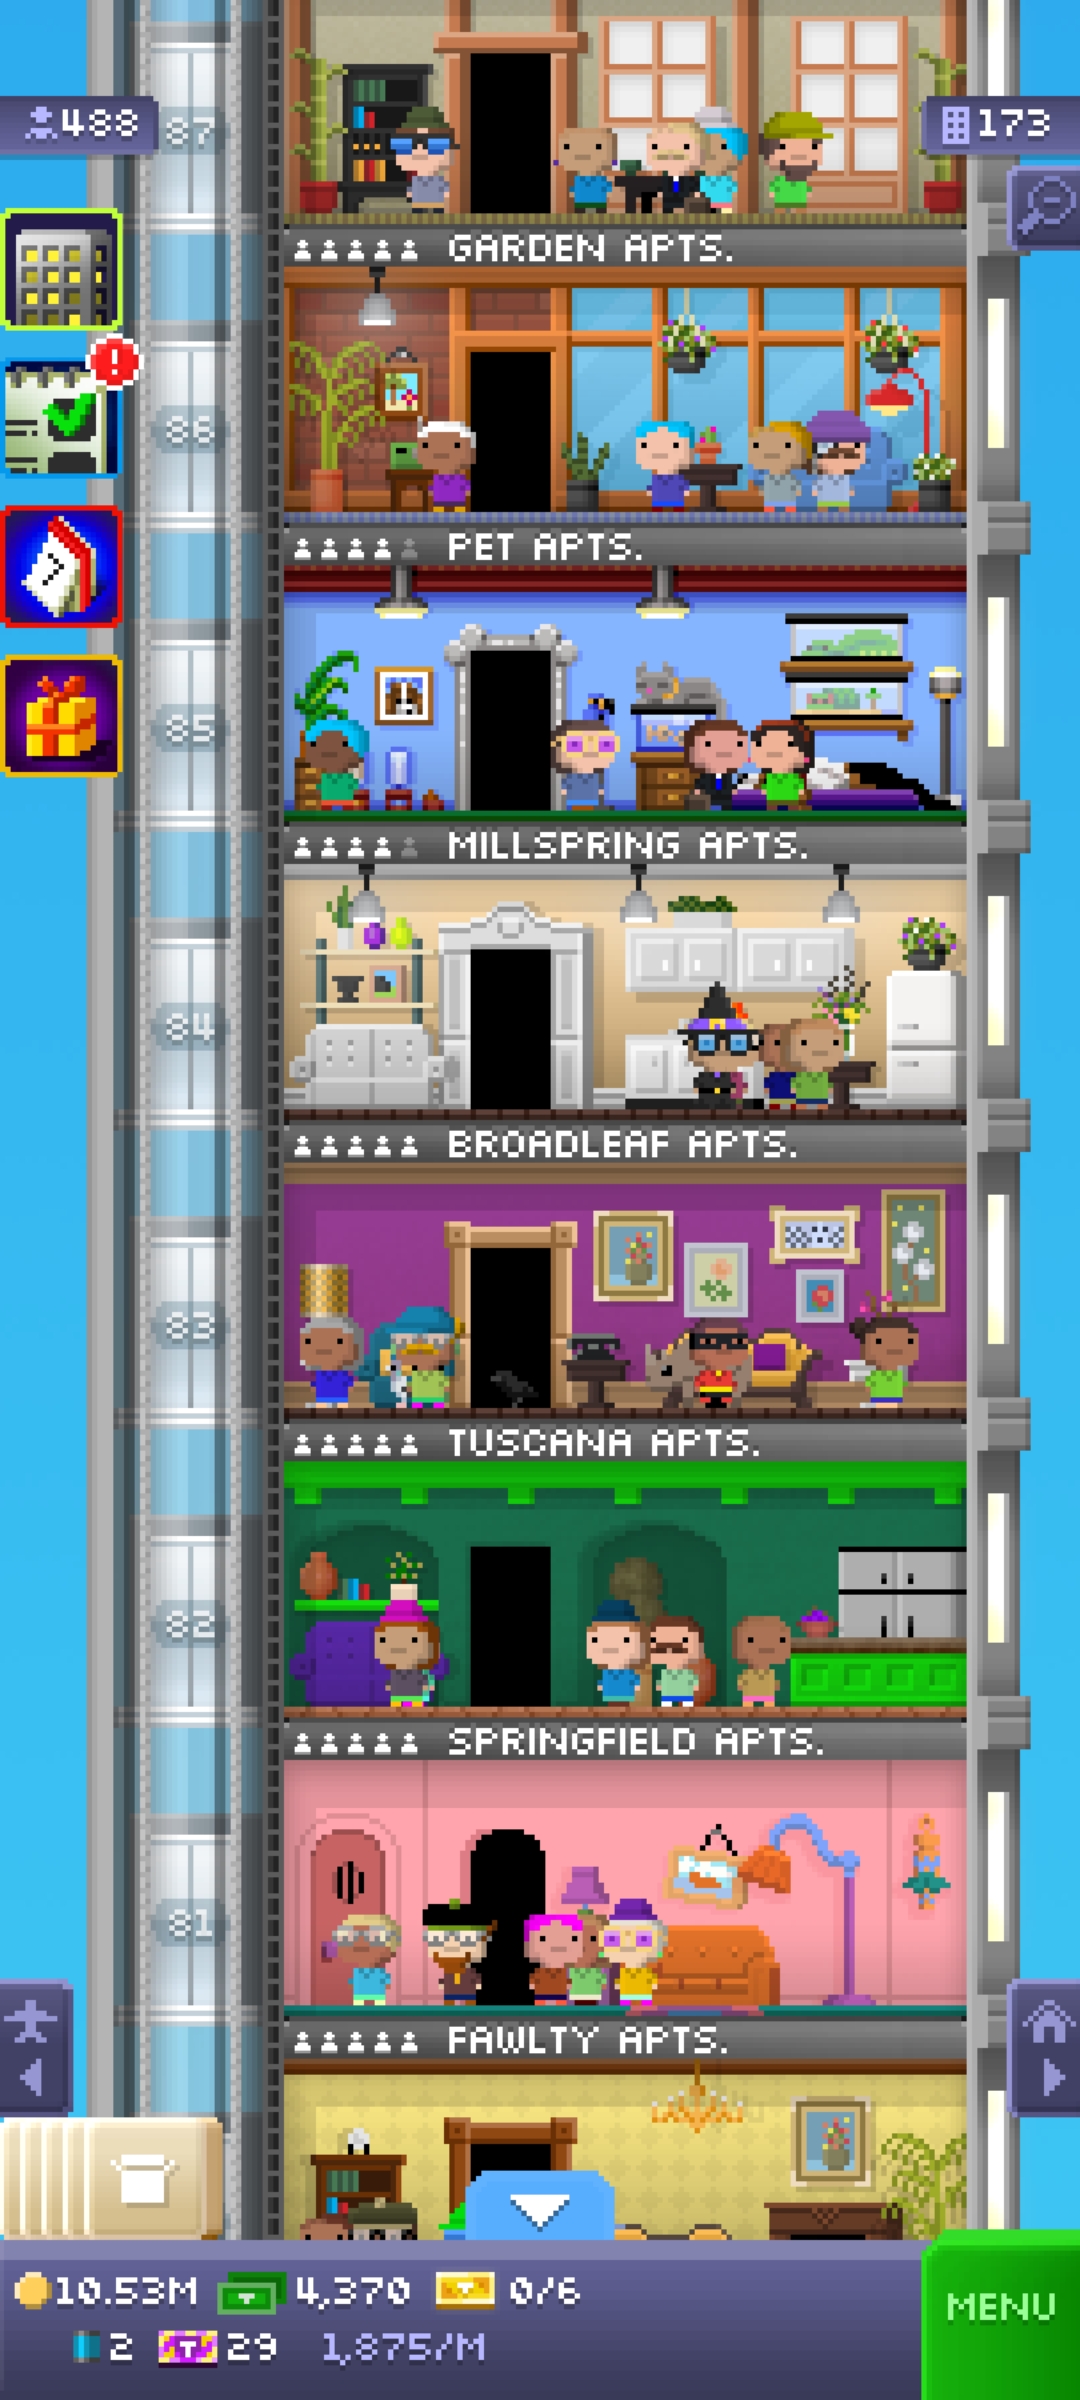 488
87
173
GARDEN APTS.
86
PET APTS.
85
MILLSPRING APTS.
84
BROADLEAF APTS.
83
TUSCANA APTS.
82
SPRINGFIELD APTS.
81
FAWLTY APTS.
10.53M 4,370 0/6
2 29 1,875/M
MENU